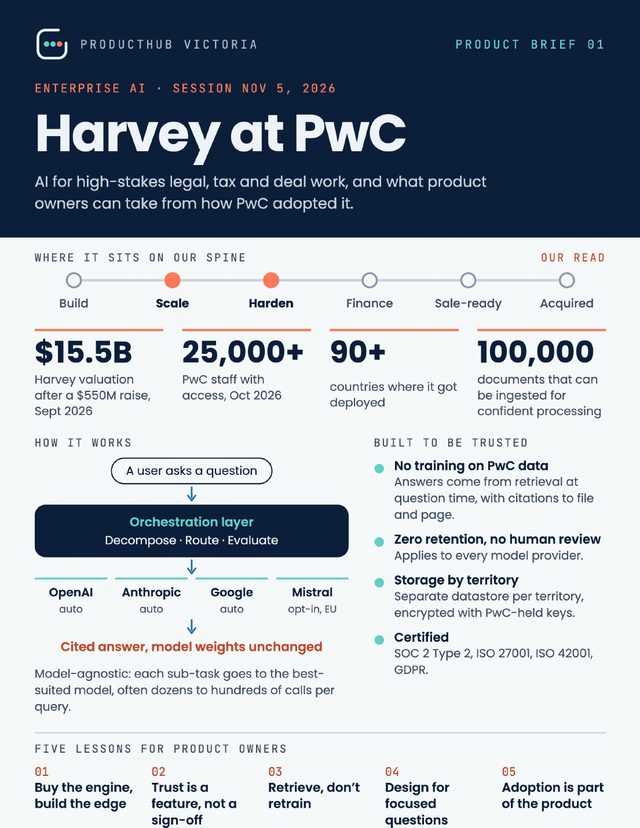 PRODUCTHUB VICTORIA
PRODUCT BRIEF 01
ENTERPRISE AI · SESSION NOV 5, 2026
Harvey at PwC
AI for high-stakes legal, tax and deal work, and what product
owners can take from how PwC adopted it.
WHERE IT SITS ON OUR SPINE
OUR READ
Build
Scale
Harden
Finance
Sale-ready
Acquired
$15.5B
Harvey valuation
after a $550M raise,
Sept 2026
25,000+
PwC staff with
access, Oct 2026
90+
countries where it got
deployed
100,000
documents that can
be ingested for
confident processing
HOW IT WORKS
A user asks a question
Orchestration layer
Decompose · Route · Evaluate
OpenAI
auto
Anthropic
auto
Google
auto
Mistral
opt-in, EU
Cited answer, model weights unchanged
Model-agnostic: each sub-task goes to the best-
suited model, often dozens to hundreds of calls per
query.
BUILT TO BE TRUSTED
No training on PwC data
Answers come from retrieval at
question time, with citations to file
and page.
Zero retention, no human review
Applies to every model provider.
Storage by territory
Separate datastore per territory,
encrypted with PwC-held keys.
Certified
SOC 2 Type 2, ISO 27001, ISO 42001,
GDPR.
FIVE LESSONS FOR PRODUCT OWNERS
01
Buy the engine,
build the edge
02
Trust is a
feature, not a
sign-off
03
Retrieve, don't
retrain
04
Design for
focused
questions
05
Adoption is part
of the product